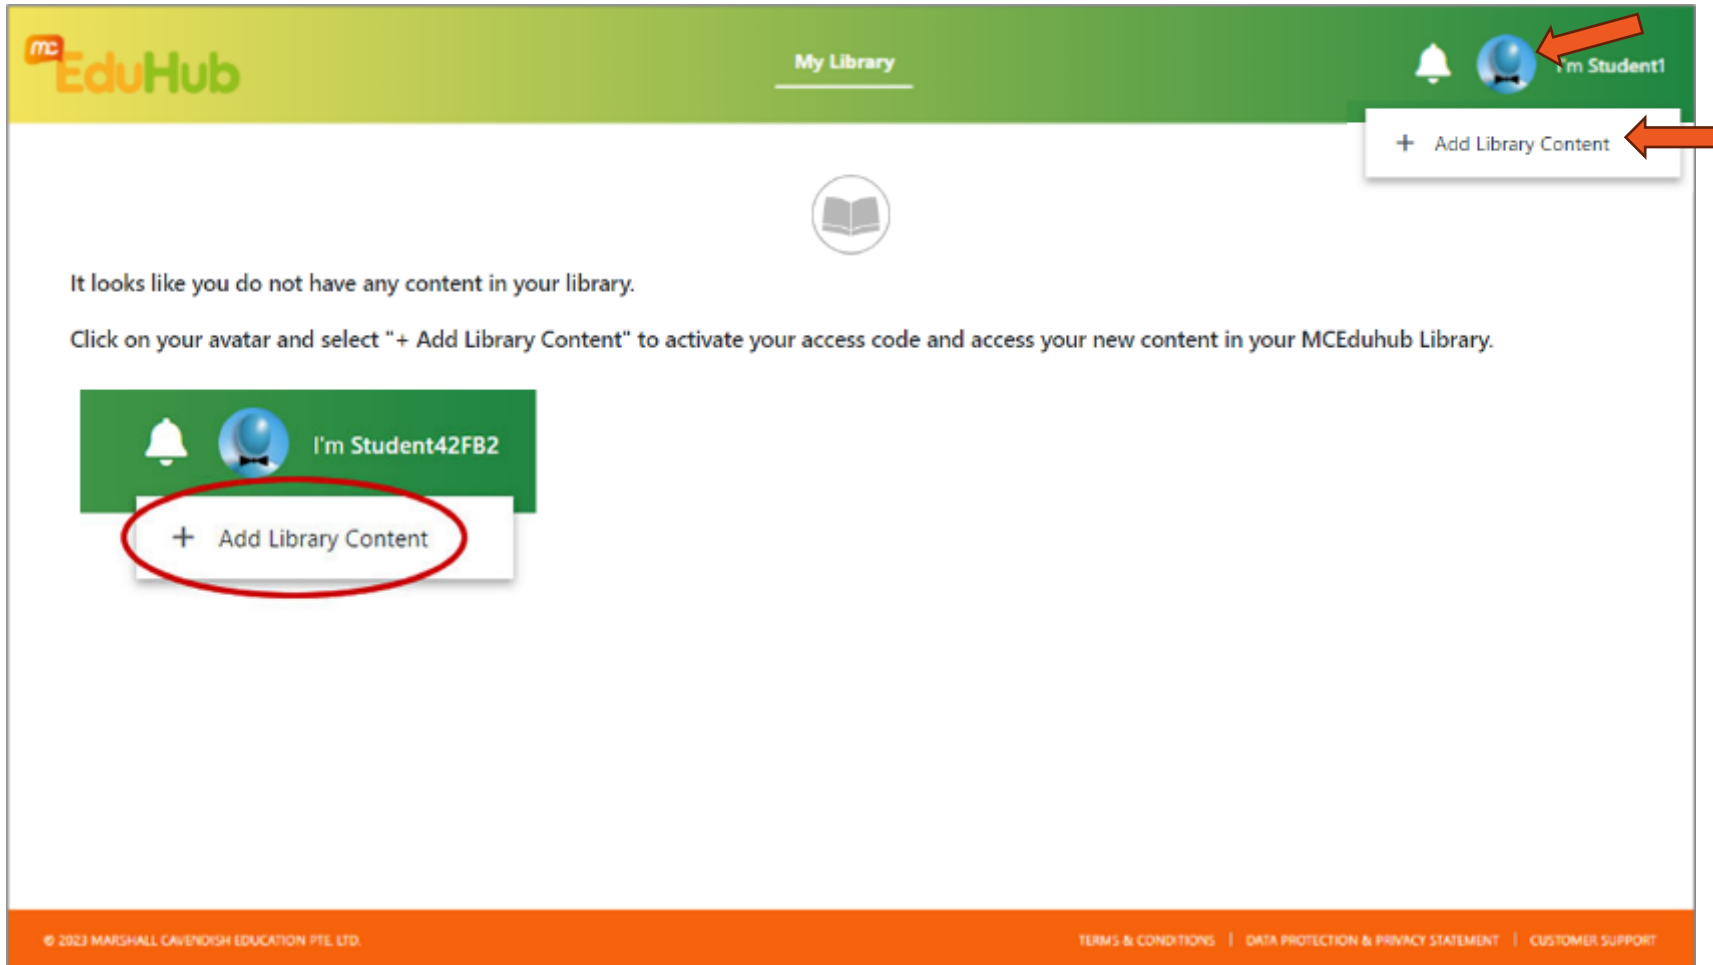 mc EduHub
My Library
I'm Student1
+ Add Library Content
It looks like you do not have any content in your library.
Click on your avatar and select "+ Add Library Content" to activate your access code and access your new content in your MCEduhub Library.
I'm Student42FB2
+ Add Library Content
© 2023 MARSHALL CAVENDISH EDUCATION PTE. LTD.
TERMS & CONDITIONS | DATA PROTECTION & PRIVACY STATEMENT | CUSTOMER SUPPORT